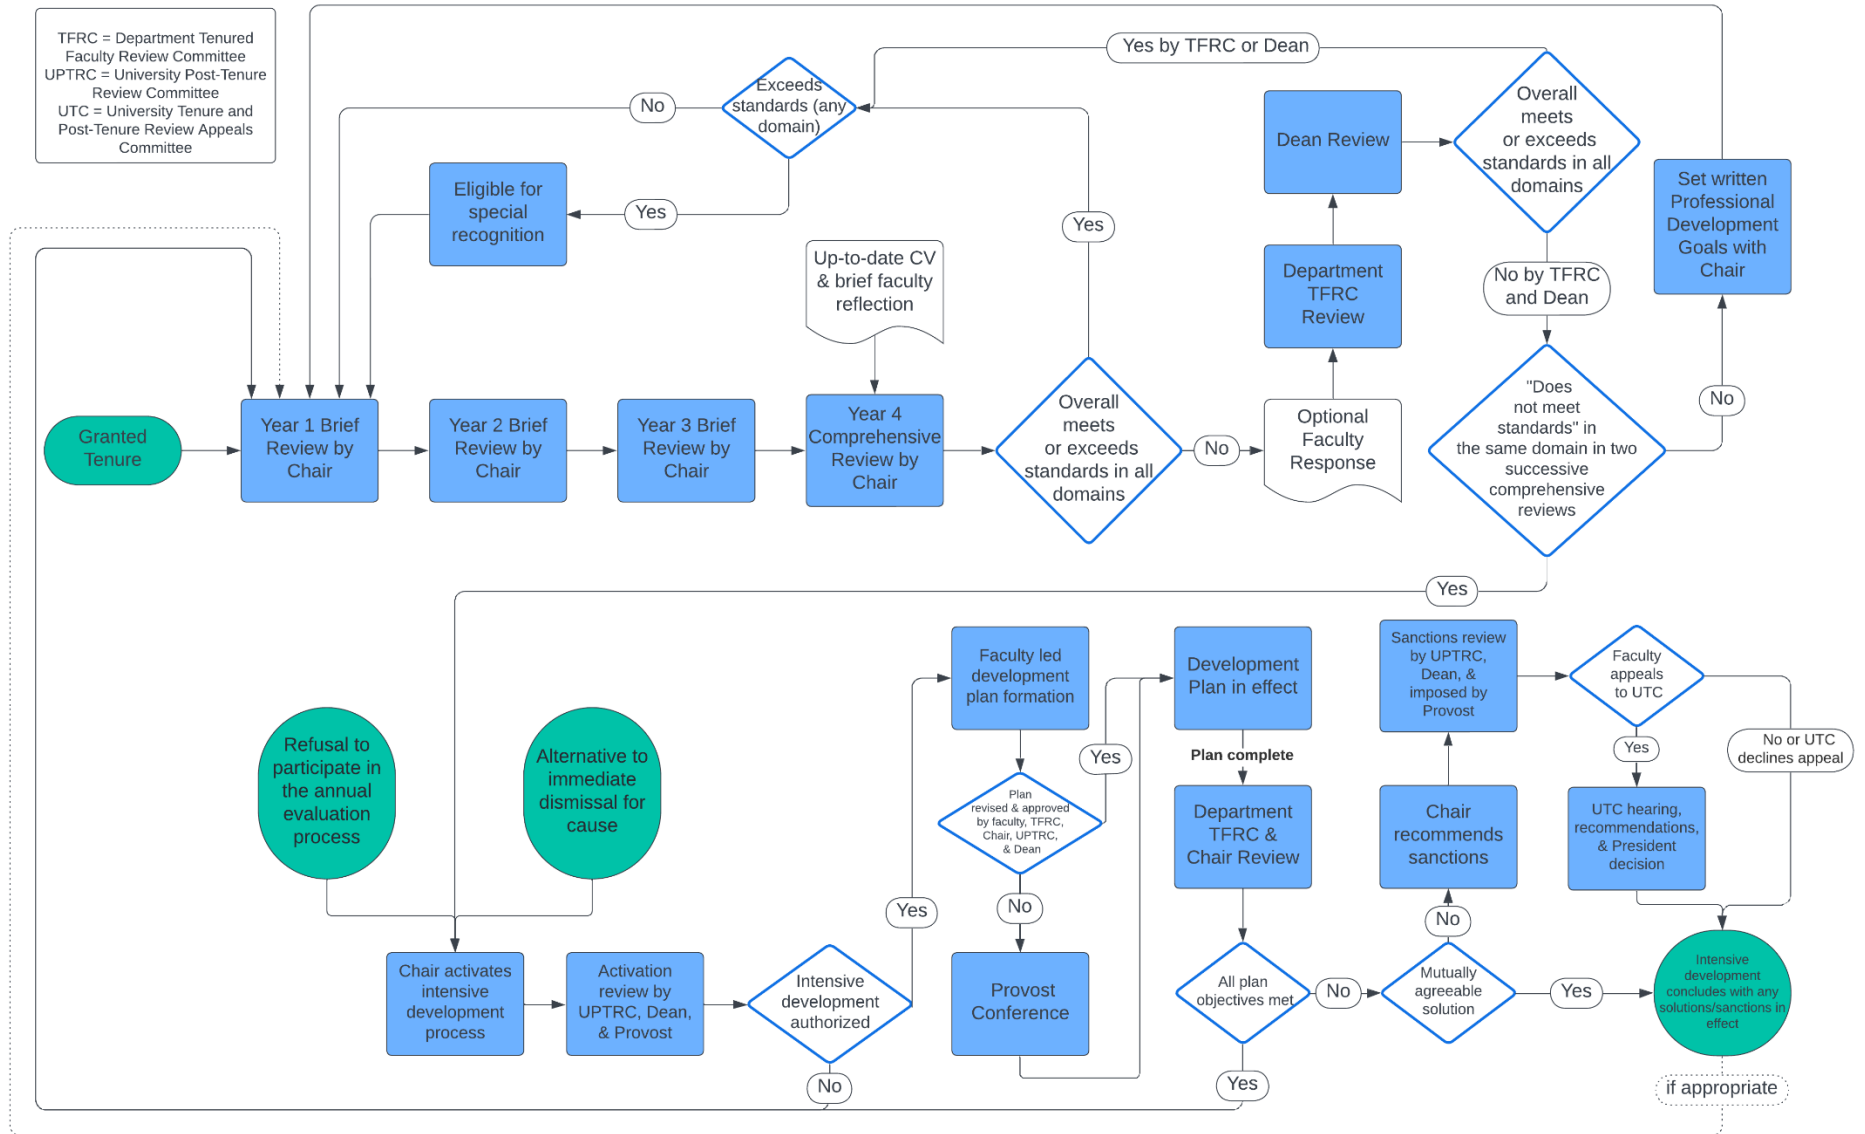 TFRC = Department Tenured
Faculty Review Committee
UPTRC = University Post-Tenure
Review Committee
UTC = University Tenure and
Post-Tenure Review Appeals
Committee
Yes by TFRC or Dean
Exceeds
standards (any
domain)
No
Eligible for
special
recognition
Yes
Up-to-date CV
& brief faculty
reflection
Yes
Dean Review
Overall
meets
or exceeds
standards in all
domains
Department
TFRC
Review
No by TFRC
and Dean
Set written
Professional
Development
Goals with
Chair
Granted
Tenure
Year 1 Brief
Review by
Chair
Year 2 Brief
Review by
Chair
Year 3 Brief
Review by
Chair
Year 4
Comprehensive
Review by
Chair
Overall
meets
or exceeds
standards in all
domains
No
Optional
Faculty
Response
"Does
not meet
standards" in
the same domain in two
successive
comprehensive
reviews
No
Yes
Refusal to
participate in
the annual
evaluation
process
Alternative to
immediate
dismissal for
cause
Chair activates
intensive
development
process
Activation
review by
UPTRC, Dean,
& Provost
Intensive
development
authorized
Yes
No
Faculty led
development
plan formation
Plan
revised & approved
by faculty, TFRC,
Chair, UPTRC,
& Dean
Yes
No
Provost
Conference
Development
Plan in effect
Plan complete
Department
TFRC &
Chair Review
All plan
objectives met
Yes
No
Mutually
agreeable
solution
No
Chair
recommends
sanctions
Sanctions review
by UPTRC,
Dean, &
imposed by
Provost
Faculty
appeals
to UTC
Yes
No or UTC
declines appeal
UTC hearing,
recommendations,
& President
decision
Yes
Intensive
development
concludes with any
solutions/sanctions in
effect
if appropriate